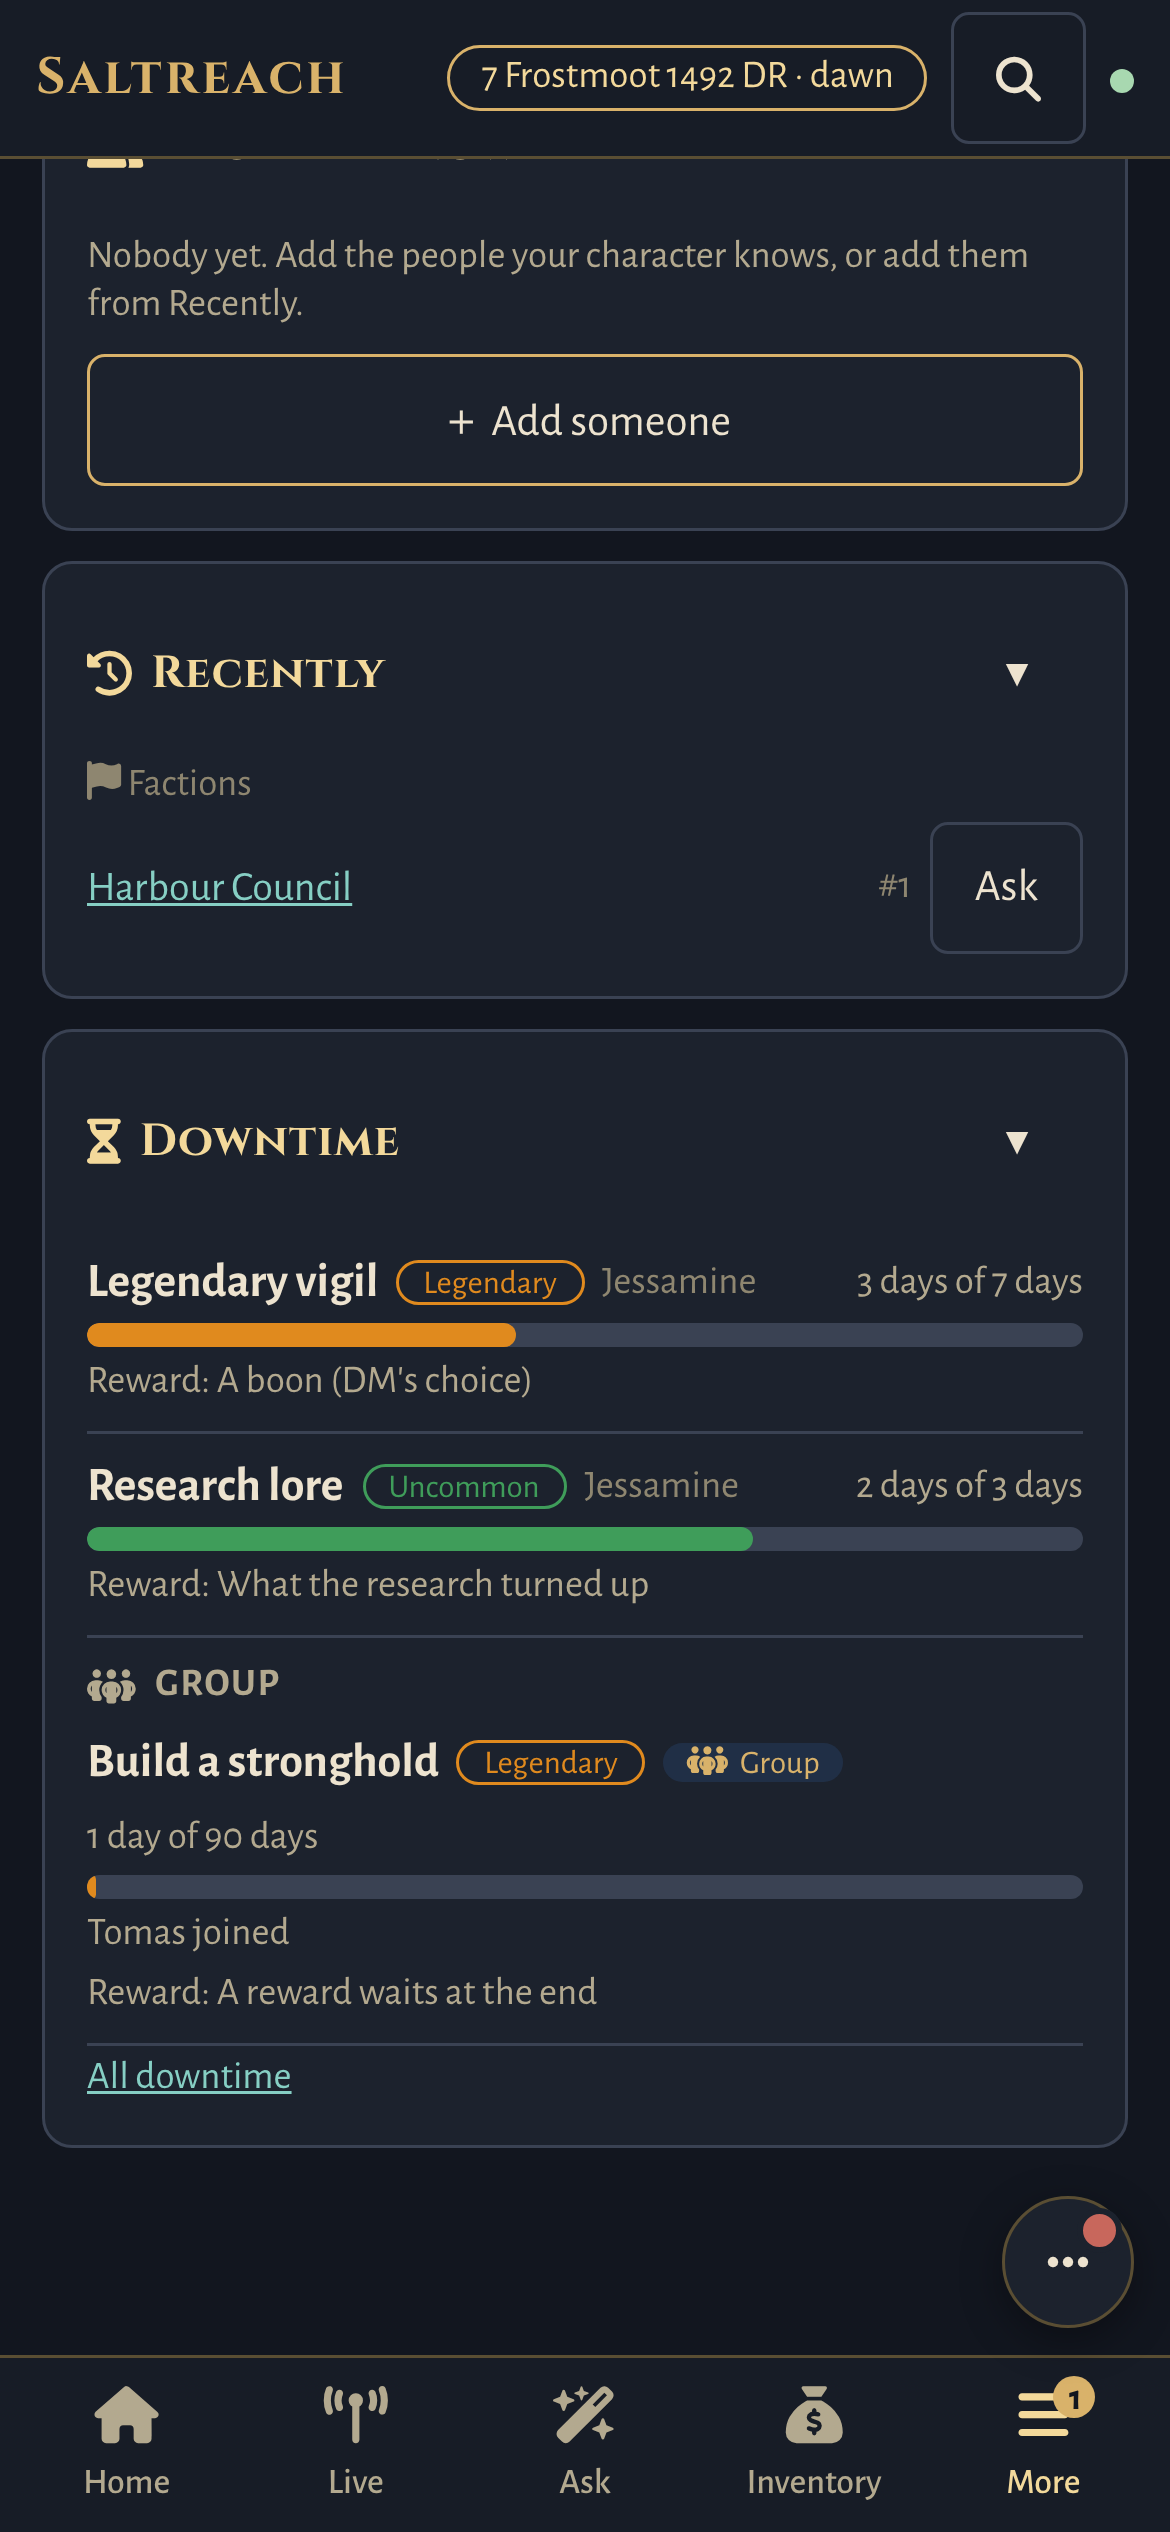 SALTREACH
7 Frostmoot 1492 DR · dawn
Nobody yet. Add the people your character knows, or add them
from Recently.
+ Add someone
RECENTLY
Factions
Harbour Council #1 Ask
DOWNTIME
Legendary vigil Legendary Jessamine 3 days of 7 days
Reward: A boon (DM's choice)
Research lore Uncommon Jessamine 2 days of 3 days
Reward: What the research turned up
GROUP
Build a stronghold Legendary Group
1 day of 90 days
Tomas joined
Reward: A reward waits at the end
All downtime
1
Home Live Ask Inventory More